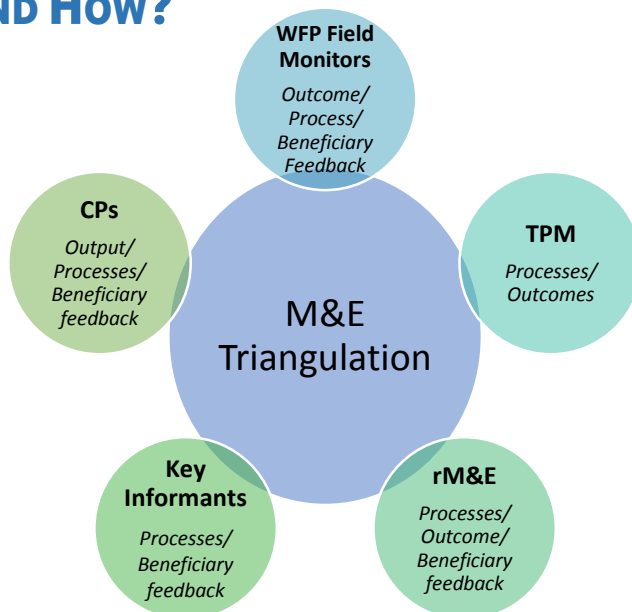 ND HOW?
WFP Field
Monitors
Outcome/
Process/
Beneficiary
Feedback
CPs
Output/
Processes/
Beneficiary
feedback
TPM
Processes/
Outcomes
M&E
Triangulation
Key
Informants
Processes/
Beneficiary
feedback
rM&E
Processes/
Outcome/
Beneficiary
feedback